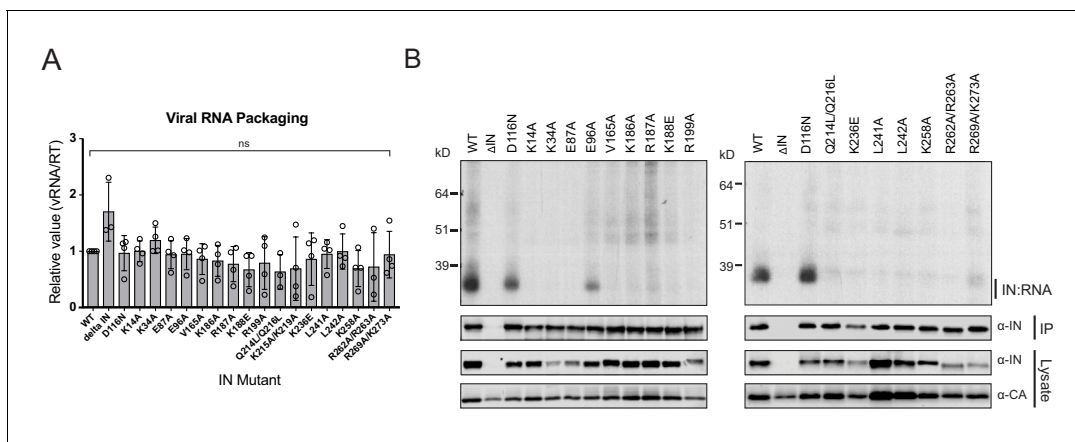 A
Viral RNA Packaging
ns
3
2
1
0
Relative value (vRNA/RT)
WT
delta IN
D116N
K14A
K34A
E87A
E96A
V165A
K186A
R187A
K188E
R199A
Q214L/Q216L
K215A/K219A
K236E
L241A
L242A
K258A
R262A/R263A
R269A/K273A
IN Mutant
B
kD
WT
ΔIN
D116N
K14A
K34A
E87A
E96A
V165A
K186A
R187A
K188E
R199A
64
51
39
kD
WT
ΔIN
D116N
Q214L/Q216L
K236E
L241A
L242A
K258A
R262A/R263A
R269A/K273A
64
51
39
IN:RNA
α-IN
IP
α-IN
α-CA
Lysate